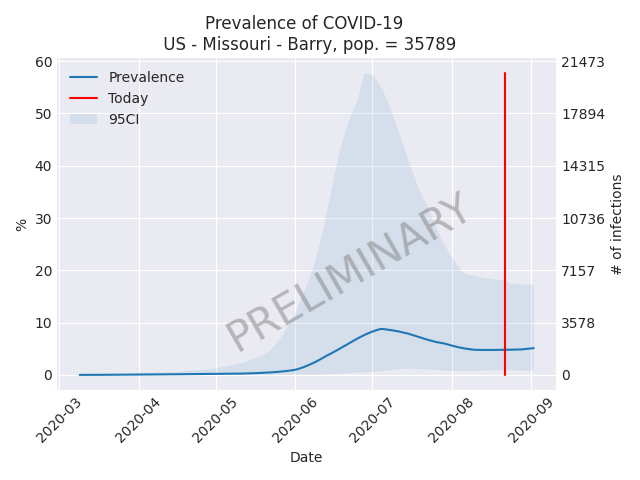 Prevalence of COVID-19
US - Missouri - Barry, pop. = 35789
Prevalence
Today
95CI
60
50
40
30
20
10
0
%
21473
17894
14315
10736
7157
3578
0
# of infections
PRELIMINARY
2020-03
2020-04
2020-05
2020-06
2020-07
2020-08
2020-09
Date